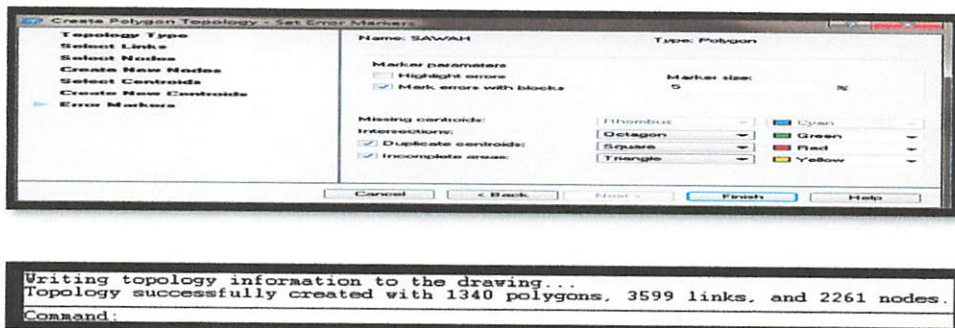 Create Polygon Topology - Set Error Markers
Topology Type
Select Links
Select Nodes
Create New Nodes
Select Centroids
Create New Centroids
Error Markers
Name: SAWAH Type: Polygon
Marker parameters
Highlight errors
Mark errors with blocks
Marker size:
5 %
Missing centroids: Rhombus Cyan
Intersections: Octagon Green
Duplicate centroids: Square Red
Incomplete areas: Triangle Yellow
Cancel < Back Next > Finish Help
Writing topology information to the drawing...
Topology successfully created with 1340 polygons, 3599 links, and 2261 nodes.
Command: